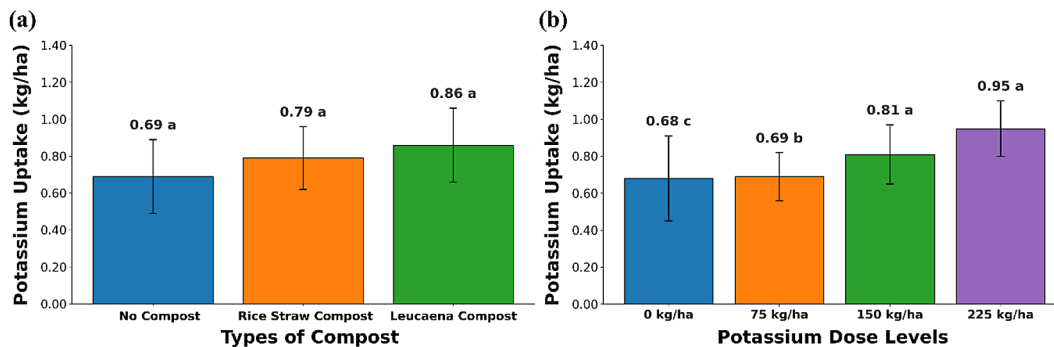 (a)
Potassium Uptake (kg/ha)
1.40
1.20
1.00
0.80
0.60
0.40
0.20
0.00
0.69 a
0.79 a
0.86 a
No Compost
Rice Straw Compost
Leucaena Compost
Types of Compost
(b)
Potassium Uptake (kg/ha)
1.40
1.20
1.00
0.80
0.60
0.40
0.20
0.00
0.68 c
0.69 b
0.81 a
0.95 a
0 kg/ha
75 kg/ha
150 kg/ha
225 kg/ha
Potassium Dose Levels